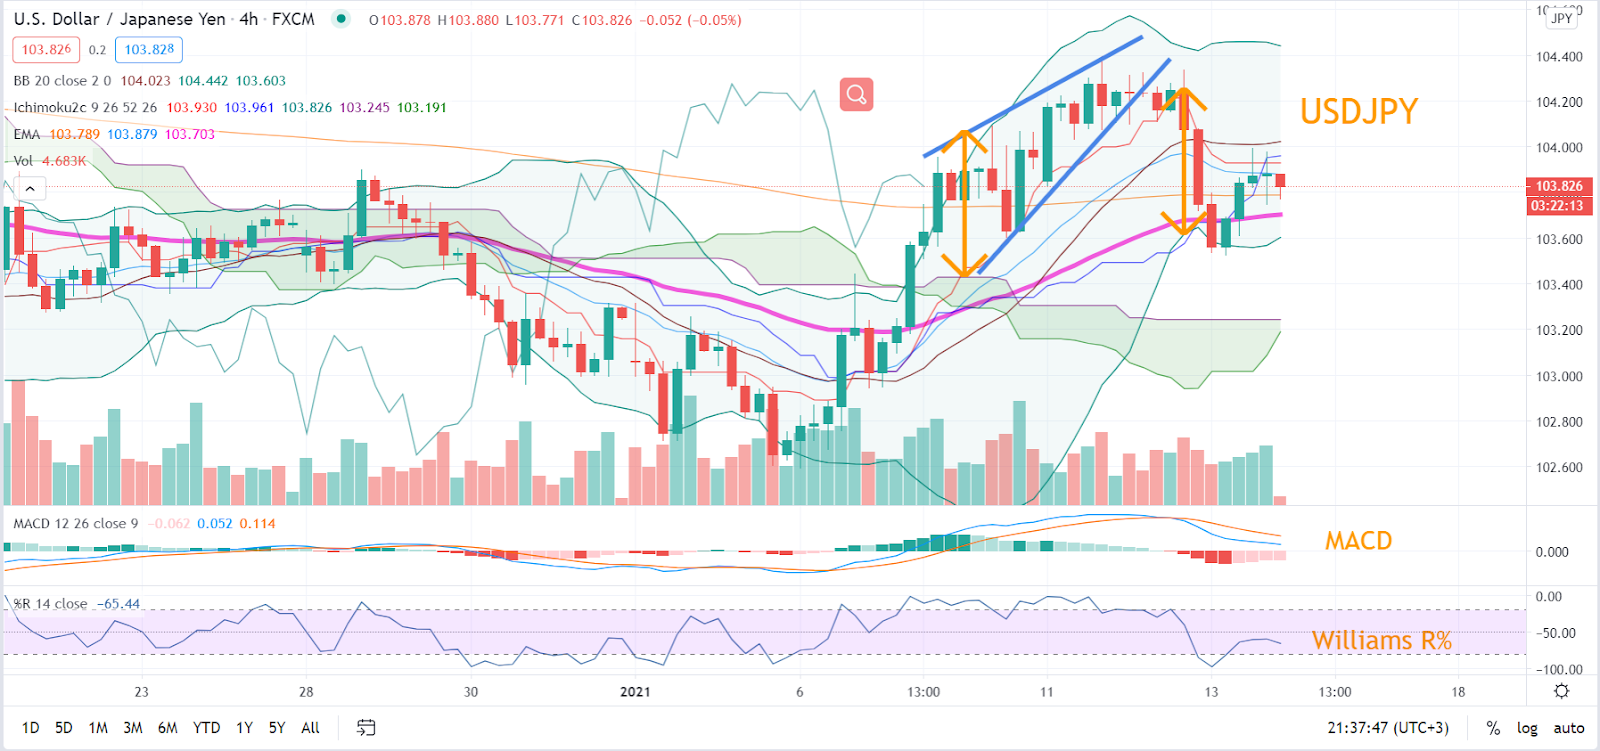 U.S. Dollar / Japanese Yen · 4h · FXCM O103.878 H103.880 L103.771 C103.826 −0.052 (−0.05%)
103.826 0.2 103.828
BB 20 close 2 0 104.023 104.442 103.603
Ichimoku2c 9 26 52 26 103.930 103.961 103.826 103.245 103.191
EMA 103.789 103.879 103.703
Vol 4.683K
USDJPY
JPY
104.400
104.200
104.000
103.826
03:22:13
103.600
103.400
103.200
103.000
102.800
102.600
MACD 12 26 close 9 −0.062 0.052 0.114
MACD
0.000
%R 14 close −65.44
Williams R%
0.00
−50.00
−100.00
23 28 30 2021 6 13:00 11 13 13:00 18
1D 5D 1M 3M 6M YTD 1Y 5Y All
21:37:47 (UTC+3) % log auto